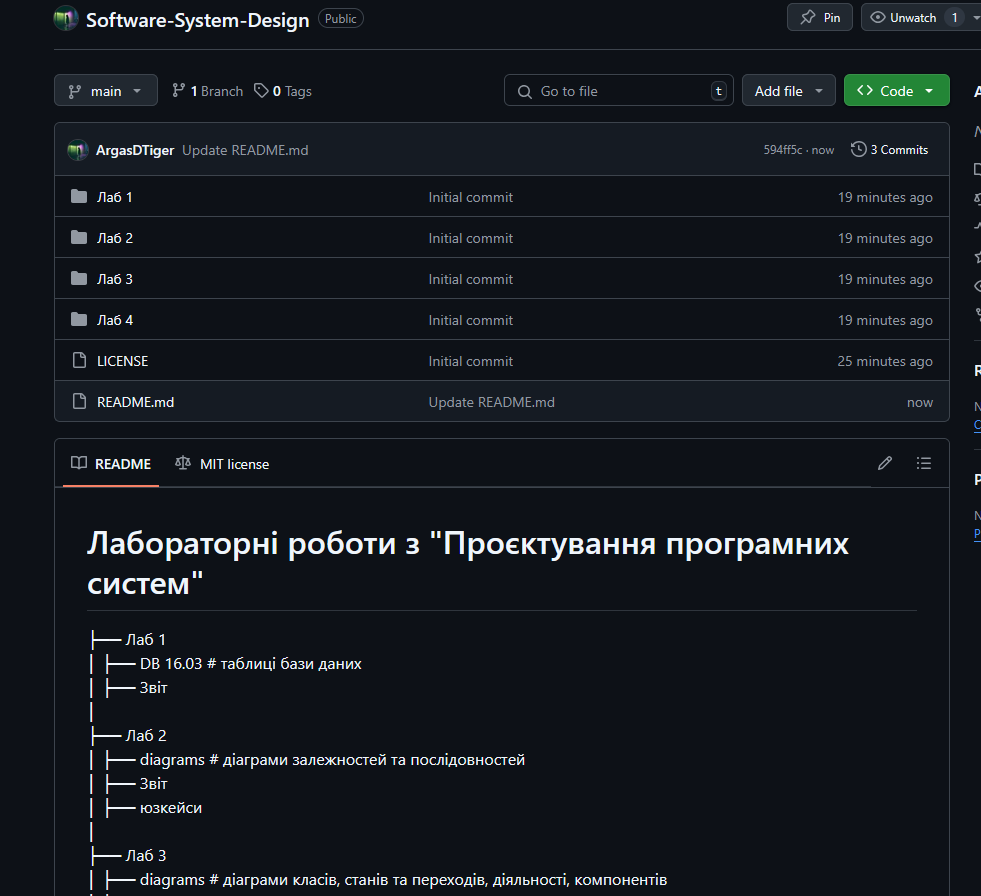 Software-System-Design Public Pin Unwatch 1
main 1 Branch 0 Tags Go to file t Add file Code
ArgasDTiger Update README.md 594ff5c · now 3 Commits
Лаб 1 Initial commit 19 minutes ago
Лаб 2 Initial commit 19 minutes ago
Лаб 3 Initial commit 19 minutes ago
Лаб 4 Initial commit 19 minutes ago
LICENSE Initial commit 25 minutes ago
README.md Update README.md now
README MIT license
Лабораторні роботи з "Проєктування програмних
систем"
├── Лаб 1
│ ├── DB 16.03 # таблиці бази даних
│ ├── Звіт
│
├── Лаб 2
│ ├── diagrams # діаграми залежностей та послідовностей
│ ├── Звіт
│ ├── юзкейси
│
├── Лаб 3
│ ├── diagrams # діаграми класів, станів та переходів, діяльності, компонентів